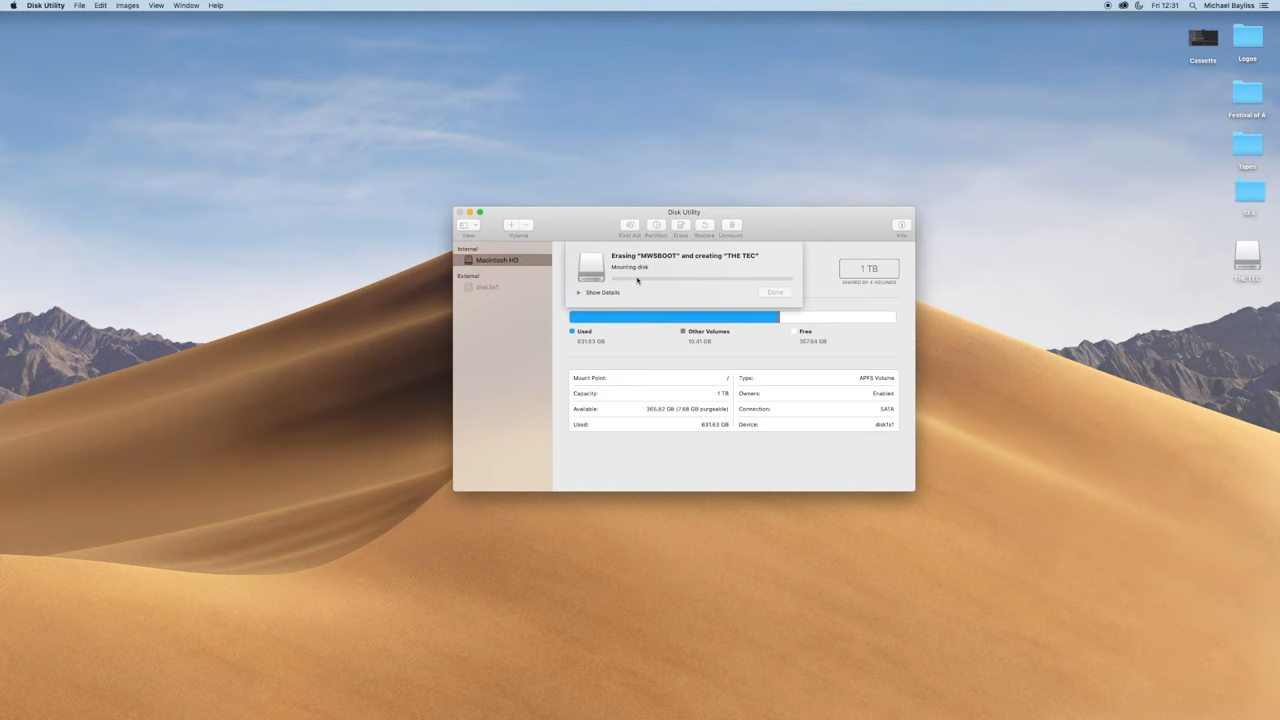 Disk Utility File Edit Images View Window Help
Fri 12:31 Michael Bayliss
Cassetts
Logos
Festival of A
Tapes
SFX
THE TEC
Disk Utility
View
Volume
First Aid Partition Erase Restore Unmount
Info
Internal
Macintosh HD
External
disk3s1
Erasing “MWSBOOT” and creating “THE TEC”
Mounting disk
Show Details
Done
1 TB
SHARED BY 4 VOLUMES
Used
631.63 GB
Other Volumes
10.41 GB
Free
357.94 GB
Mount Point: /
Capacity: 1 TB
Available: 365.82 GB (7.88 GB purgeable)
Used: 631.63 GB
Type: APFS Volume
Owners: Enabled
Connection: SATA
Device: disk1s1